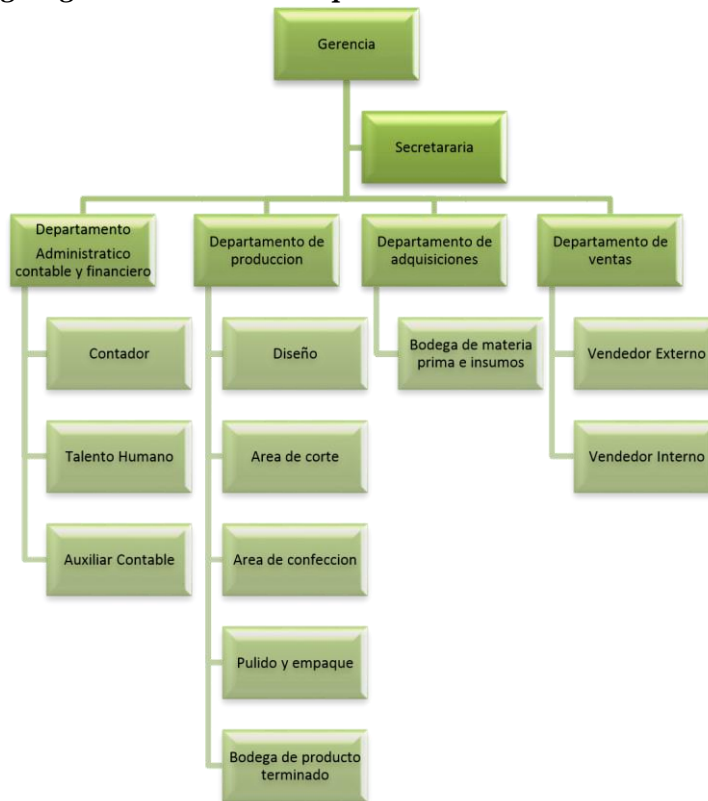 Gerencia
Secretararia
Departamento
Administratico
contable y financiero
Departamento de
produccion
Departamento de
adquisiciones
Departamento de
ventas
Contador
Talento Humano
Auxiliar Contable
Diseño
Area de corte
Area de confeccion
Pulido y empaque
Bodega de producto
terminado
Bodega de materia
prima e insumos
Vendedor Externo
Vendedor Interno